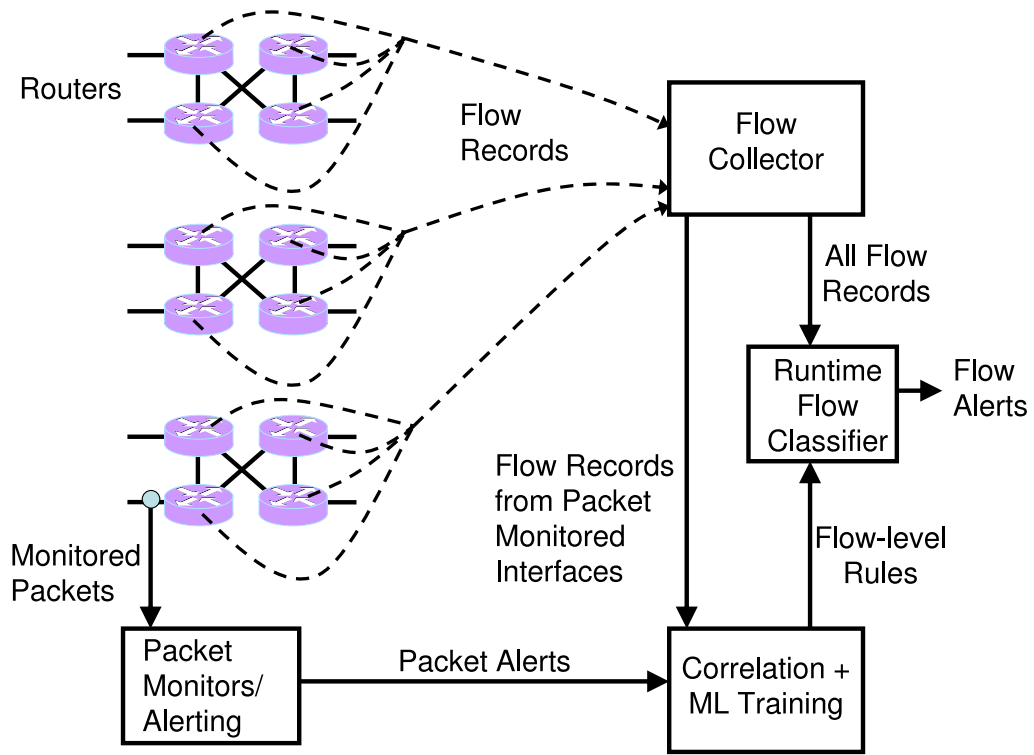 Routers
Flow
Records
Flow
Collector
All Flow
Records
Runtime
Flow
Classifier
Flow
Alerts
Flow Records
from Packet
Monitored
Interfaces
Flow-level
Rules
Monitored
Packets
Packet
Monitors/
Alerting
Packet Alerts
Correlation +
ML Training